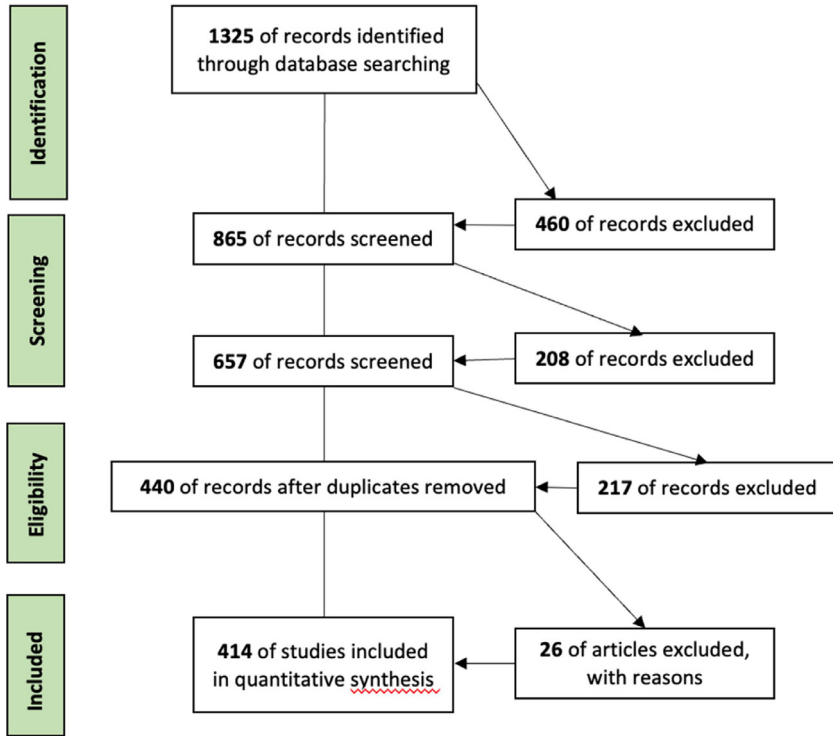 Identification
1325 of records identified
through database searching
460 of records excluded
Screening
865 of records screened
657 of records screened
208 of records excluded
Eligibility
440 of records after duplicates removed
217 of records excluded
Included
414 of studies included
in quantitative synthesis
26 of articles excluded,
with reasons